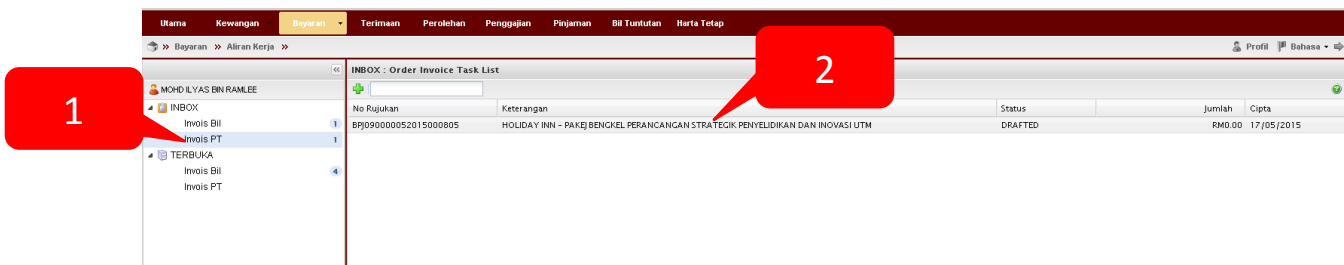 Utama Kewangan Bayaran Terimaan Perolehan Penggajian Pinjaman Bil Tuntutan Harta Tetap
» Bayaran » Aliran Kerja » Profil Bahasa
« INBOX : Order Invoice Task List
MOHD ILYAS BIN RAMLEE
1
2
INBOX
Invois Bil 1
Invois PT 1
TERBUKA
Invois Bil 4
Invois PT
No Rujukan Keterangan Status Jumlah Cipta
BPJ090000052015000805 HOLIDAY INN - PAKEJ BENGKEL PERANCANGAN STRATEGIK PENYELIDIKAN DAN INOVASI UTM DRAFTED RM0.00 17/05/2015